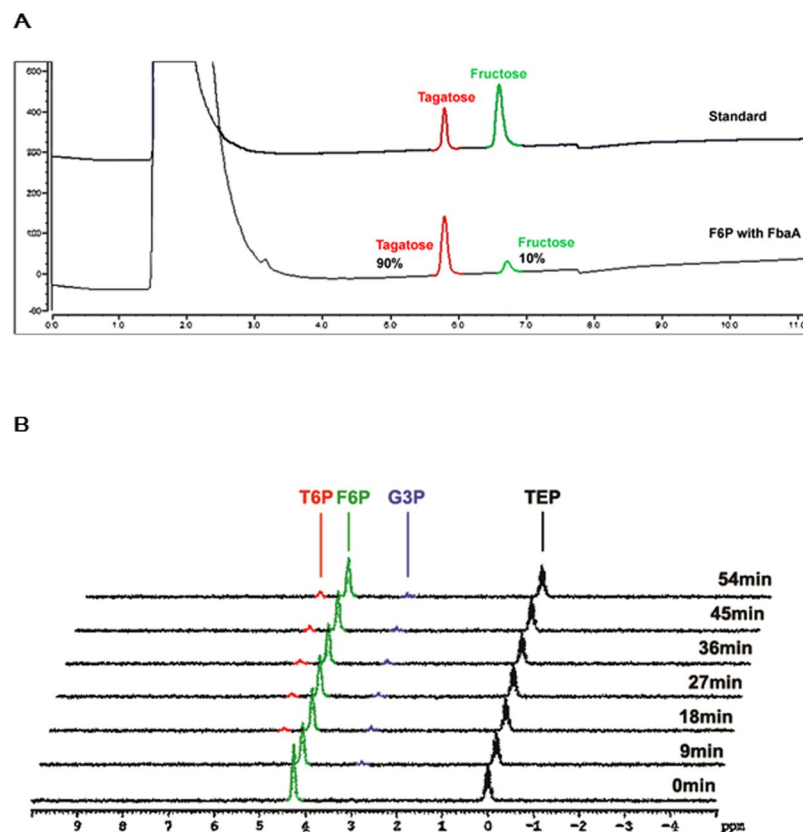 A
600
400
300
200
100
0
-60
Tagatose
Fructose
Standard
Tagatose
90%
Fructose
10%
F6P with FbaA
0.0 1.0 2.0 3.0 4.0 5.0 6.0 7.0 8.0 9.0 10.0 11.0
B
T6P F6P G3P TEP
54min
45min
36min
27min
18min
9min
0min
9 8 7 6 5 4 3 2 1 0 -1 -2 -3 -4 ppm